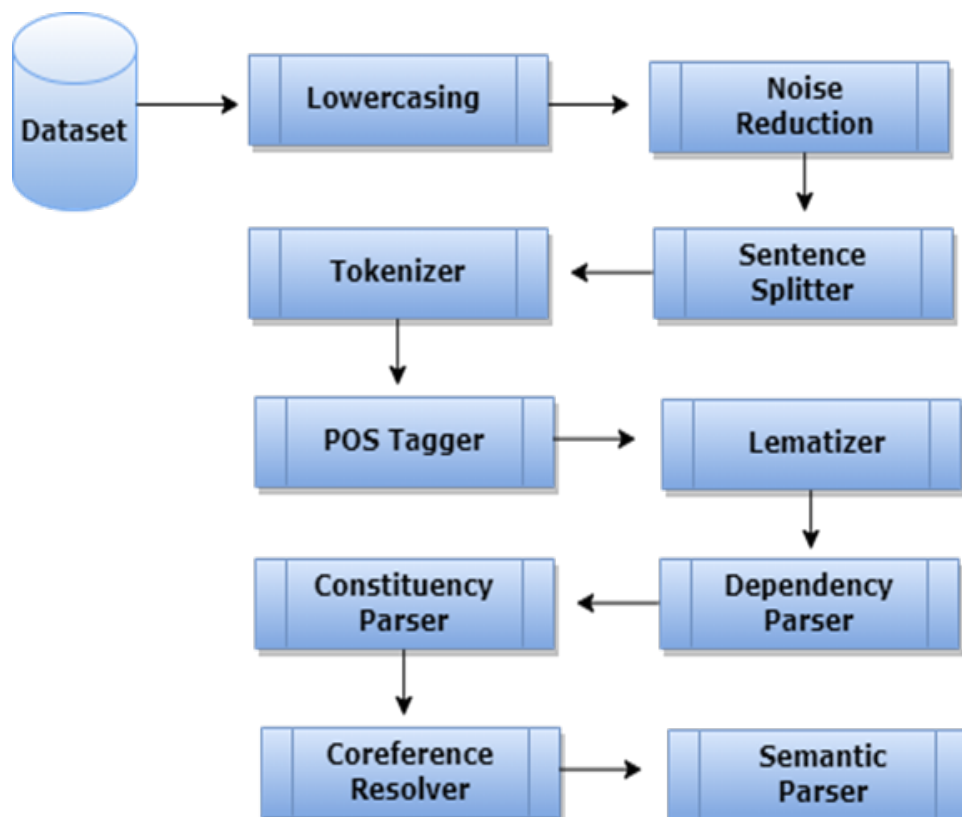 Dataset
Lowercasing
Noise
Reduction
Sentence
Splitter
Tokenizer
POS Tagger
Lematizer
Dependency
Parser
Constituency
Parser
Coreference
Resolver
Semantic
Parser